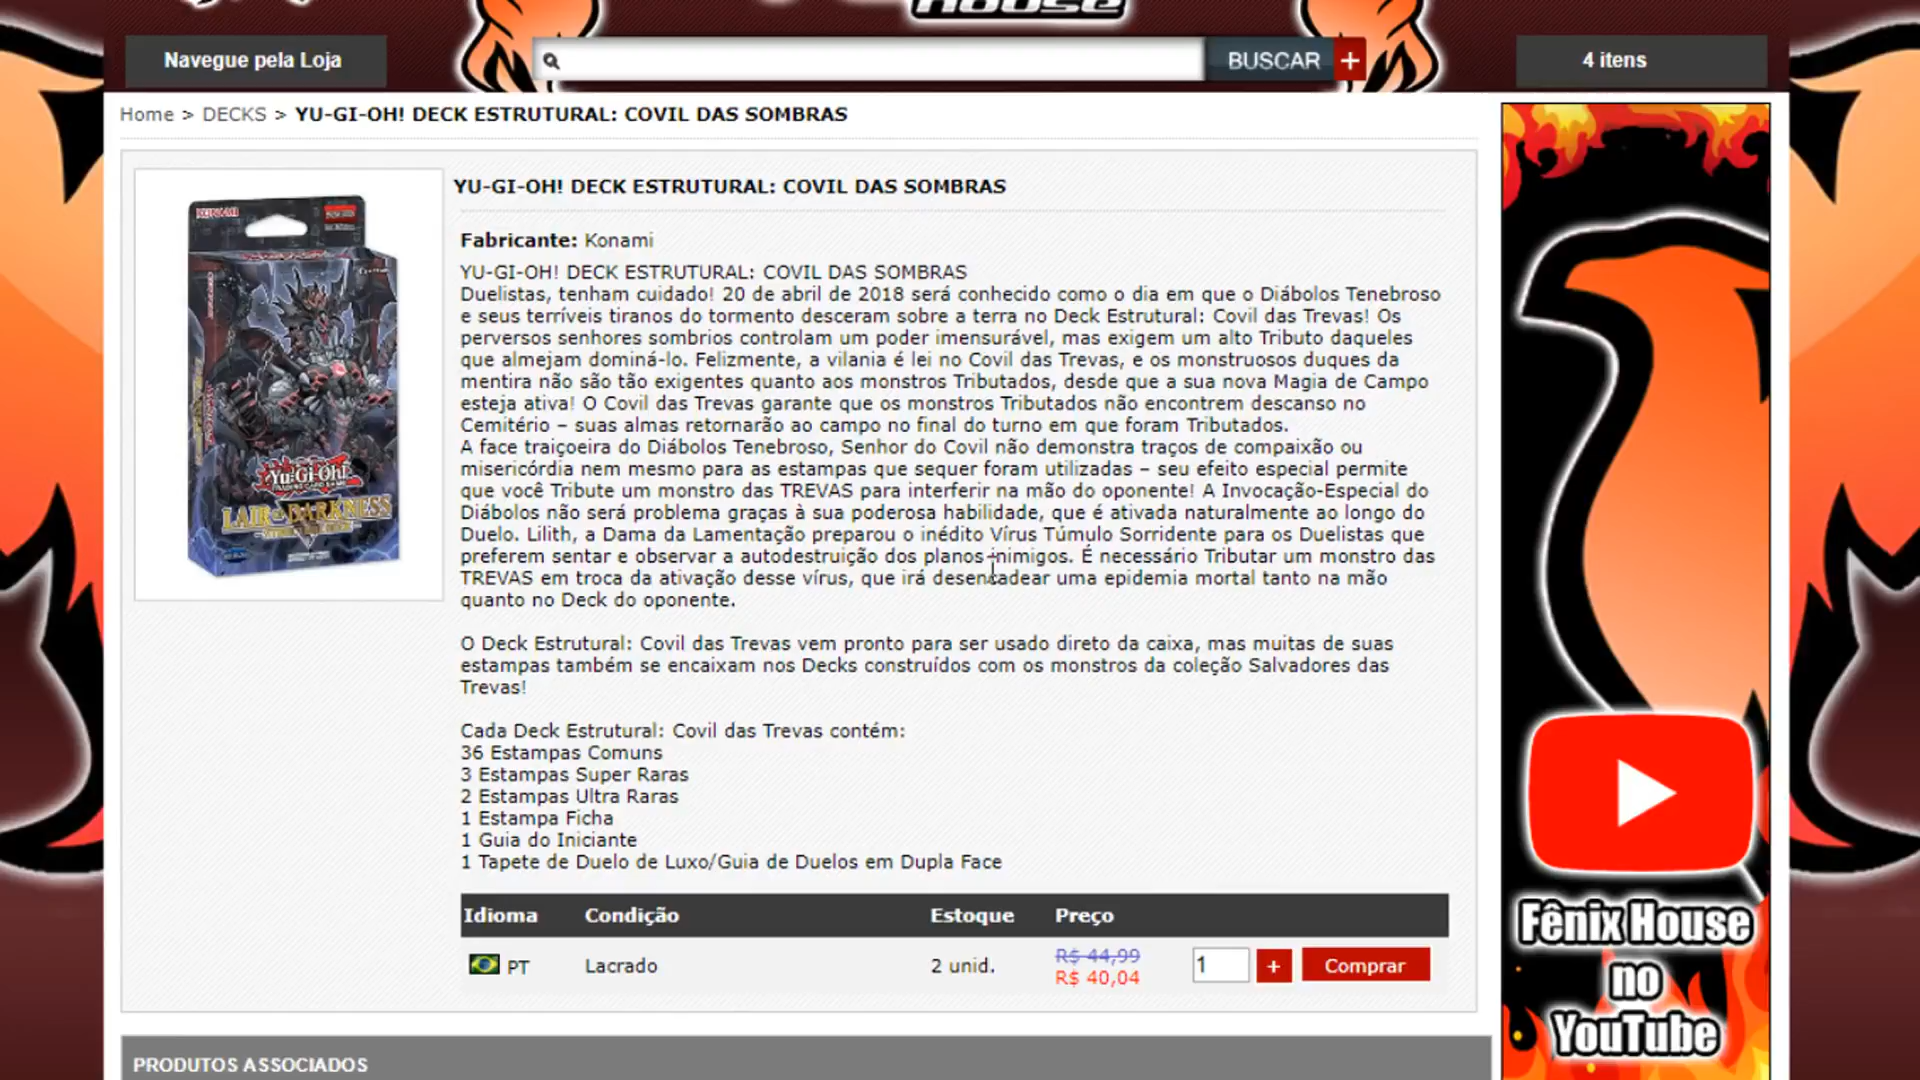 House
Navegue pela Loja
BUSCAR +
4 itens
Home > DECKS > YU-GI-OH! DECK ESTRUTURAL: COVIL DAS SOMBRAS
YU-GI-OH! DECK ESTRUTURAL: COVIL DAS SOMBRAS
KONAMI
Yu-Gi-Oh!
LAIR OF DARKNESS
Fabricante: Konami
YU-GI-OH! DECK ESTRUTURAL: COVIL DAS SOMBRAS
Duelistas, tenham cuidado! 20 de abril de 2018 será conhecido como o dia em que o Diábolos Tenebroso
e seus terríveis tiranos do tormento desceram sobre a terra no Deck Estrutural: Covil das Trevas! Os
perversos senhores sombrios controlam um poder imensurável, mas exigem um alto Tributo daqueles
que almejam dominá-lo. Felizmente, a vilania é lei no Covil das Trevas, e os monstruosos duques da
mentira não são tão exigentes quanto aos monstros Tributados, desde que a sua nova Magia de Campo
esteja ativa! O Covil das Trevas garante que os monstros Tributados não encontrem descanso no
Cemitério – suas almas retornarão ao campo no final do turno em que foram Tributados.
A face traiçoeira do Diábolos Tenebroso, Senhor do Covil não demonstra traços de compaixão ou
misericórdia nem mesmo para as estampas que sequer foram utilizadas – seu efeito especial permite
que você Tribute um monstro das TREVAS para interferir na mão do oponente! A Invocação-Especial do
Diábolos não será problema graças à sua poderosa habilidade, que é ativada naturalmente ao longo do
Duelo. Lilith, a Dama da Lamentação preparou o inédito Vírus Túmulo Sorridente para os Duelistas que
preferem sentar e observar a autodestruição dos planos inimigos. É necessário Tributar um monstro das
TREVAS em troca da ativação desse vírus, que irá desencadear uma epidemia mortal tanto na mão
quanto no Deck do oponente.
O Deck Estrutural: Covil das Trevas vem pronto para ser usado direto da caixa, mas muitas de suas
estampas também se encaixam nos Decks construídos com os monstros da coleção Salvadores das
Trevas!
Cada Deck Estrutural: Covil das Trevas contém:
36 Estampas Comuns
3 Estampas Super Raras
2 Estampas Ultra Raras
1 Estampa Ficha
1 Guia do Iniciante
1 Tapete de Duelo de Luxo/Guia de Duelos em Dupla Face
Idioma Condição Estoque Preço
PT Lacrado 2 unid. R$ 44,99 R$ 40,04 1 + Comprar
Fênix House
no
YouTube
PRODUTOS ASSOCIADOS